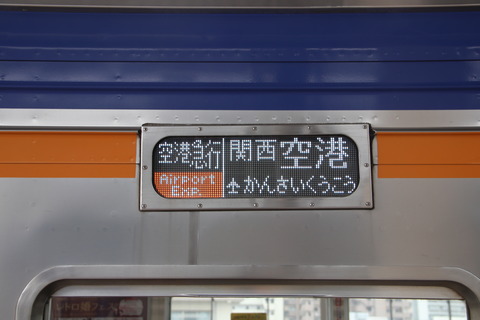 空港急行
Airport
Exp.
関西空港
かんさいくうこう